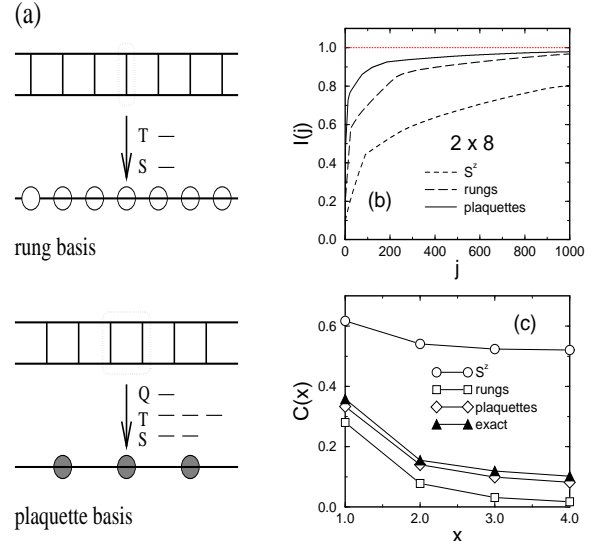 (a)
T —
S —
rung basis
Q —
T — — —
S — —
plaquette basis
1.0
0.8
0.6
0.4
0.2
0.0
I(j)
2 x 8
S^z
rungs
plaquettes
(b)
0 200 400 600 800 1000
j
(c)
0.6
0.4
0.2
0.0
C(x)
S^z
rungs
plaquettes
exact
1.0 2.0 3.0 4.0
x